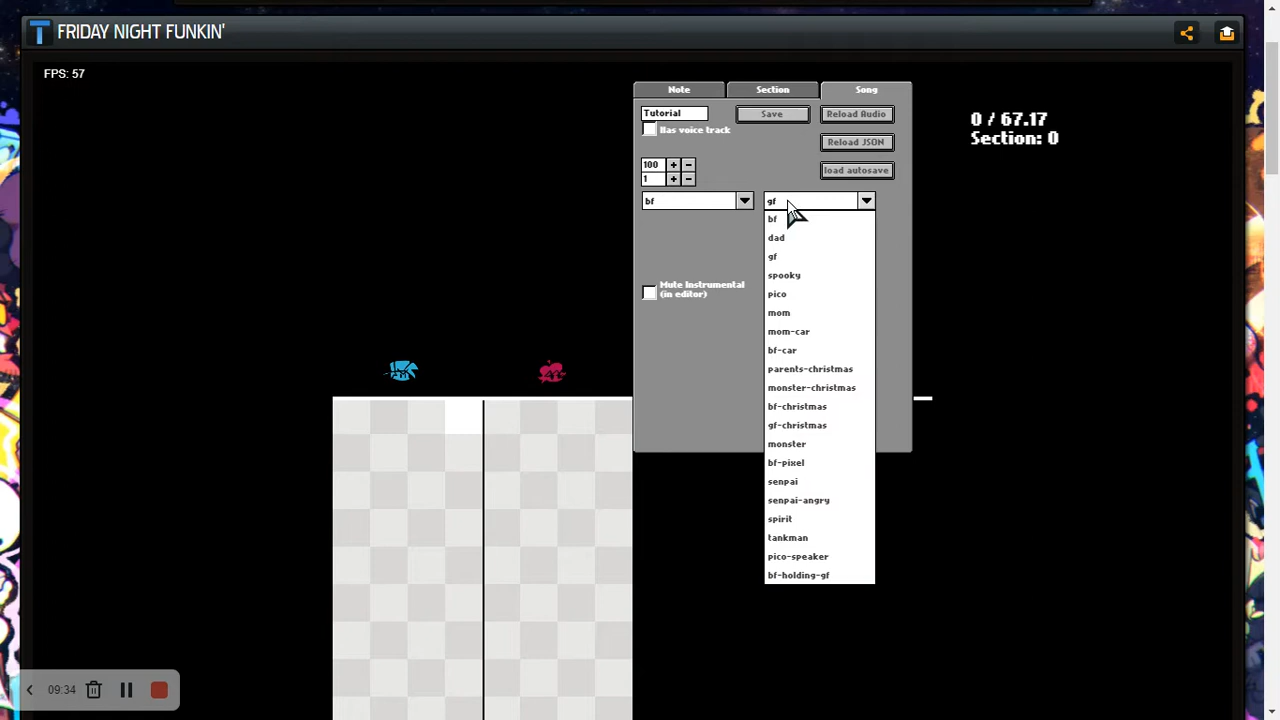 FRIDAY NIGHT FUNKIN'
FPS: 57
Note
Section
Song
Tutorial
Save
Reload Audio
Has voice track
Reload JSON
100
+
-
load autosave
1
+
-
bf
gf
bf
dad
gf
spooky
pico
mom
mom-car
bf-car
parents-christmas
monster-christmas
bf-christmas
gf-christmas
monster
bf-pixel
senpai
senpai-angry
spirit
tankman
pico-speaker
bf-holding-gf
Mute Instrumental
(in editor)
0 / 67.17
Section: 0
09:34